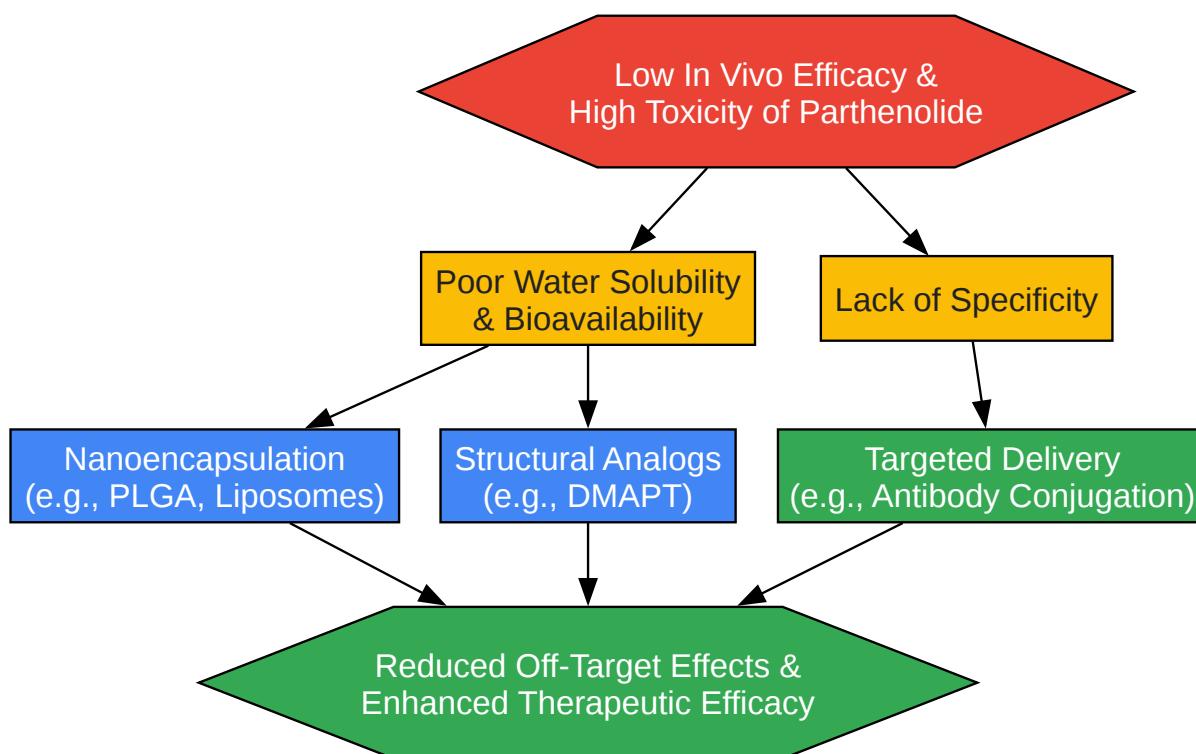 Low In Vivo Efficacy &
High Toxicity of Parthenolide
Poor Water Solubility
& Bioavailability
Lack of Specificity
Nanoencapsulation
(e.g., PLGA, Liposomes)
Structural Analogs
(e.g., DMAPT)
Targeted Delivery
(e.g., Antibody Conjugation)
Reduced Off-Target Effects &
Enhanced Therapeutic Efficacy